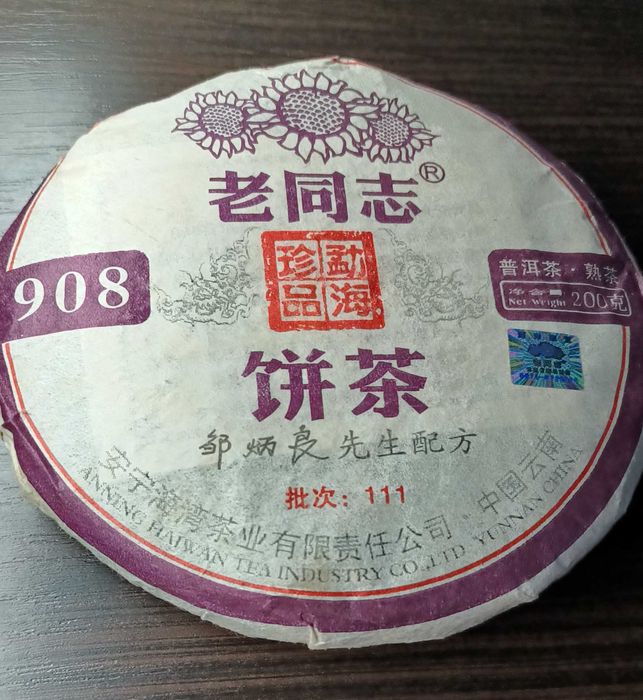 老同志®
908
勐海
珍品
普洱茶·熟茶
净含量
Net Weight 200克
饼茶
邹炳良先生配方
批次：111
安宁海湾茶业有限责任公司 中国云南
ANNING HAIWAN TEA INDUSTRY CO.,LTD YUNNAN CHINA